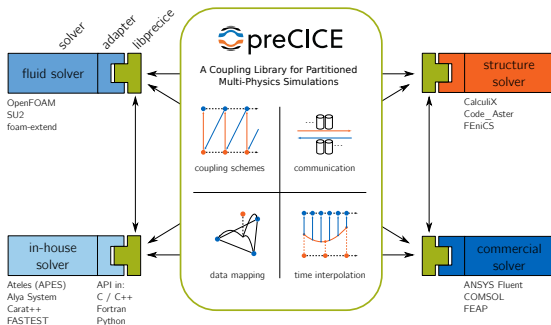 solver
adapter
libprecice
fluid solver
OpenFOAM
SU2
foam-extend
preCICE
A Coupling Library for Partitioned
Multi-Physics Simulations
coupling schemes
communication
data mapping
time interpolation
structure
solver
CalculiX
Code_Aster
FEniCS
in-house
solver
Ateles (APES)
Alya System
Carat++
FASTEST
API in:
C / C++
Fortran
Python
commercial
solver
ANSYS Fluent
COMSOL
FEAP